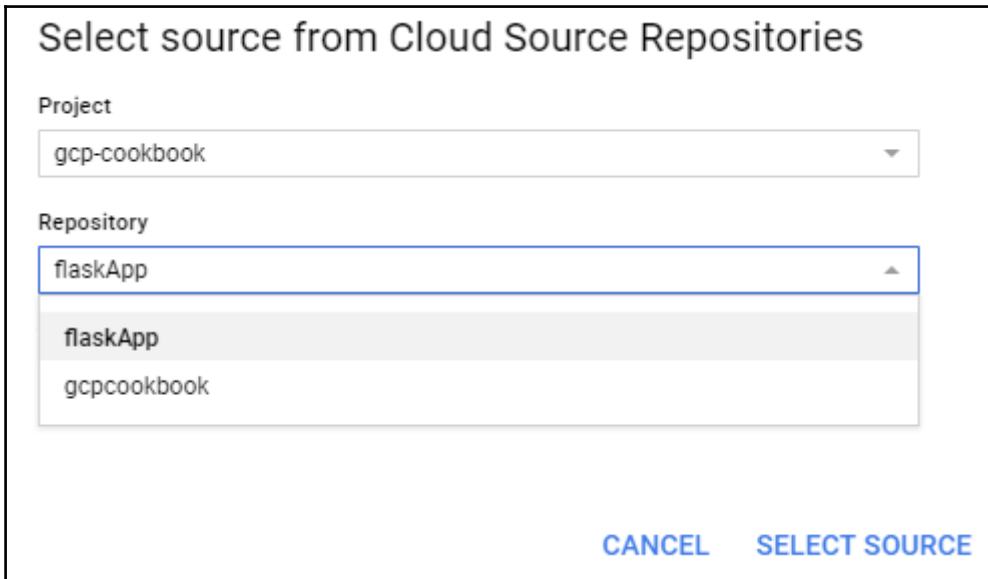 Select source from Cloud Source Repositories
Project
gcp-cookbook
Repository
flaskApp
flaskApp
gcpcookbook
CANCEL SELECT SOURCE